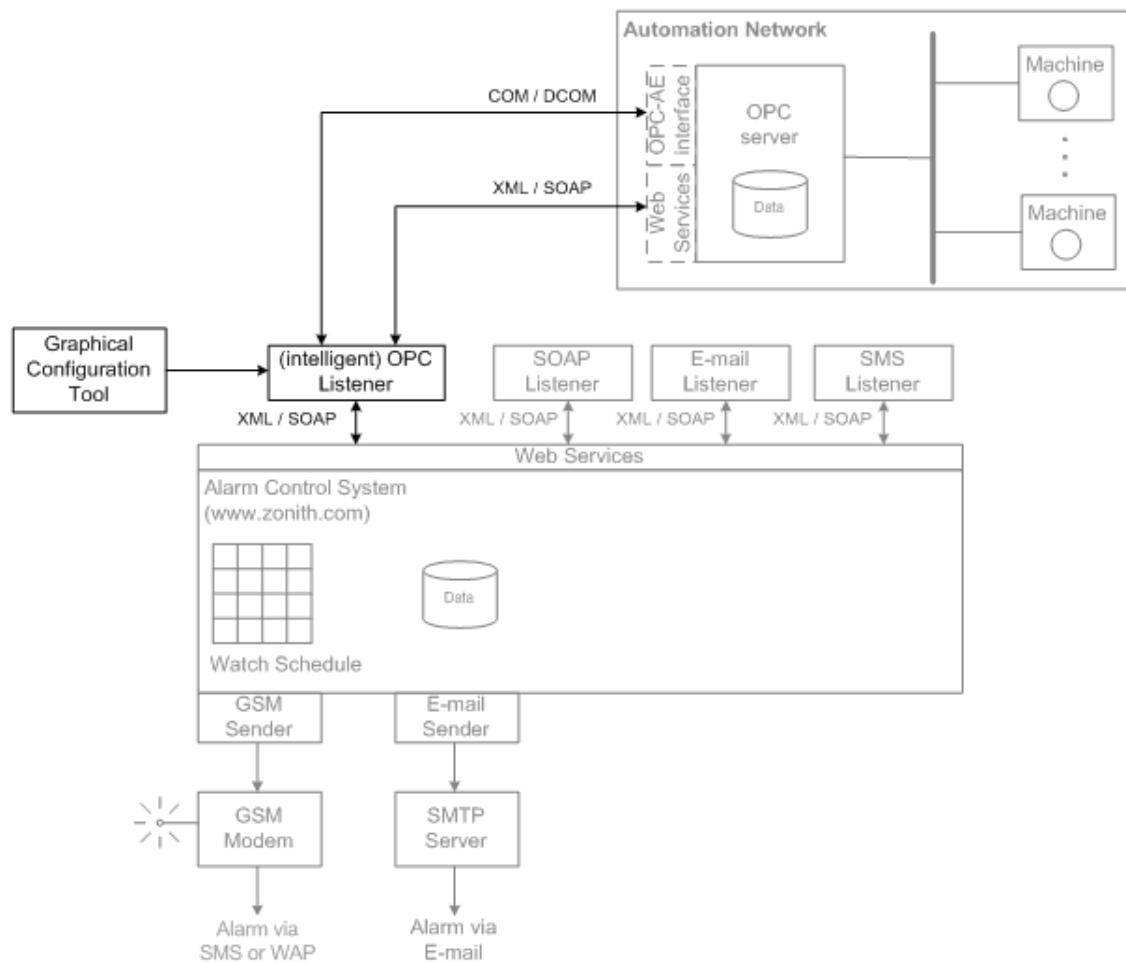 Automation Network
COM / DCOM
OPC-AE
interface
OPC
server
Machine
XML / SOAP
Web
Services
Data
Machine
Graphical
Configuration
Tool
(intelligent) OPC
Listener
SOAP
Listener
E-mail
Listener
SMS
Listener
XML / SOAP
XML / SOAP
XML / SOAP
XML / SOAP
Web Services
Alarm Control System
(www.zonith.com)
Data
Watch Schedule
GSM
Sender
E-mail
Sender
GSM
Modem
SMTP
Server
Alarm via
SMS or WAP
Alarm via
E-mail